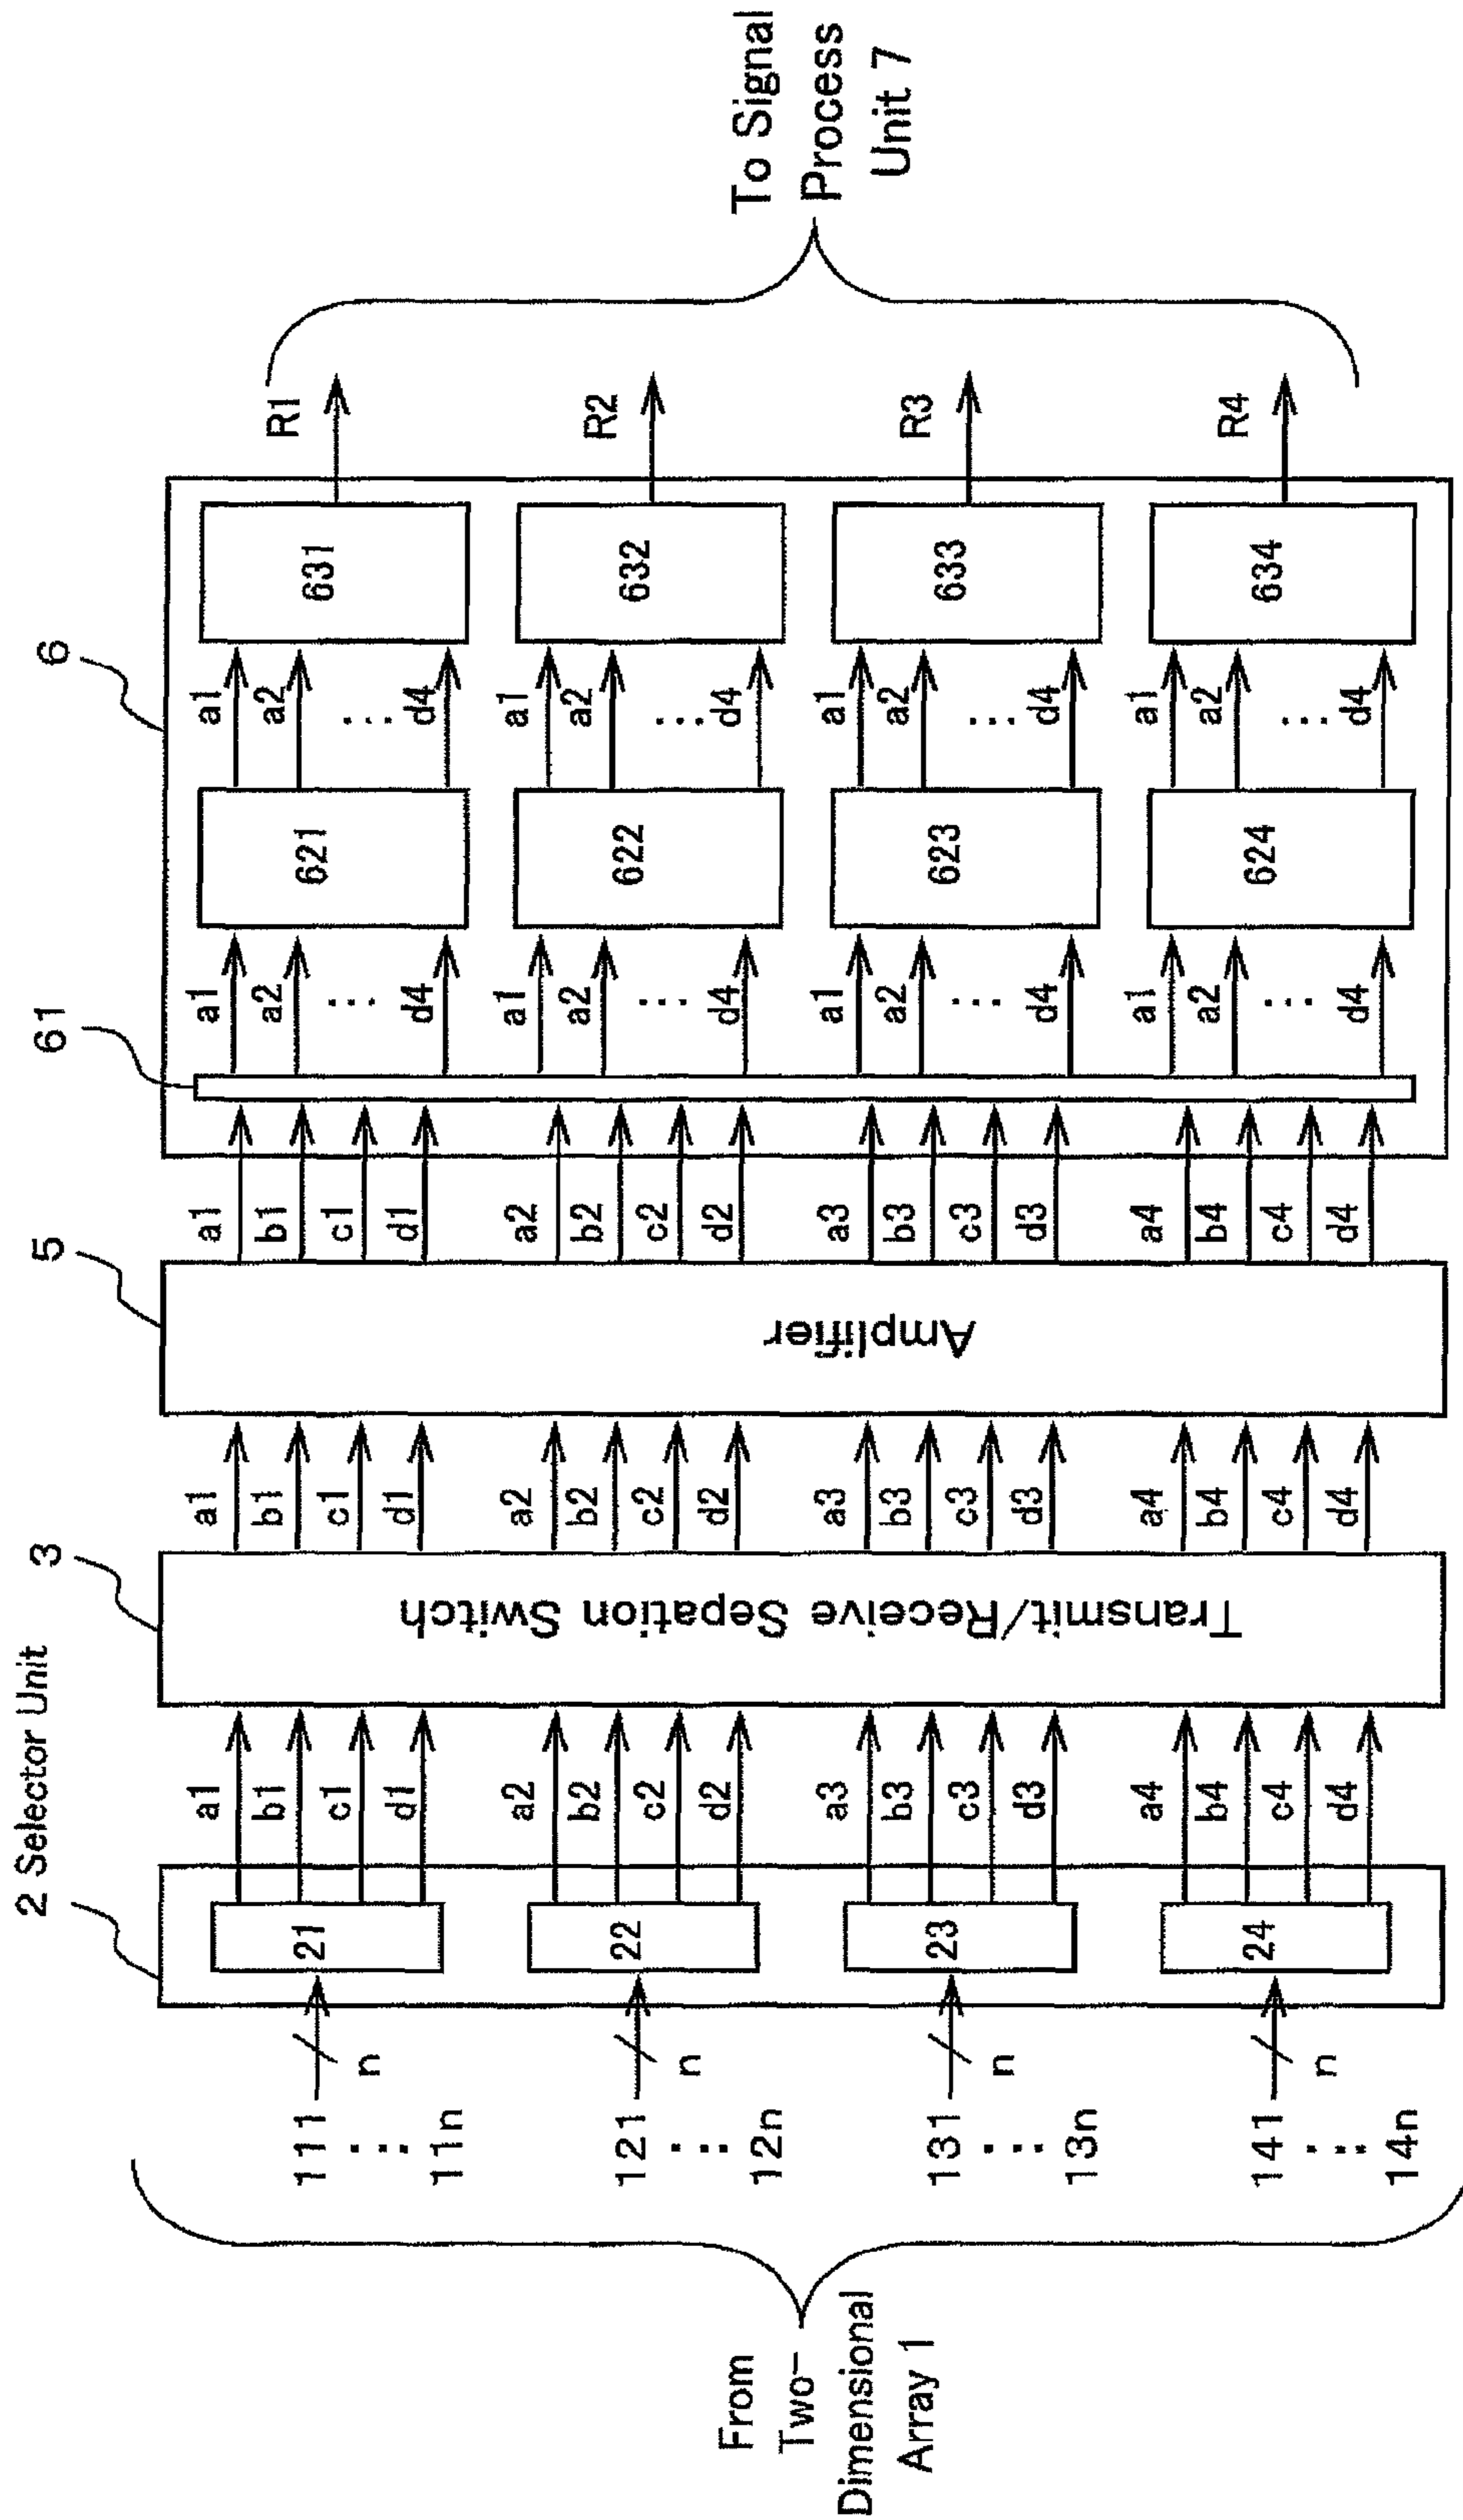 From
Two-
Dimensional
Array 1
111
⋮
11n
n
121
⋮
12n
n
131
⋮
13n
n
141
⋮
14n
n
2 Selector Unit
21
22
23
24
a1
b1
c1
d1
a2
b2
c2
d2
a3
b3
c3
d3
a4
b4
c4
d4
3
Transmit/Receive Sepation Switch
a1
b1
c1
d1
a2
b2
c2
d2
a3
b3
c3
d3
a4
b4
c4
d4
5
Amplifier
a1
b1
c1
d1
a2
b2
c2
d2
a3
b3
c3
d3
a4
b4
c4
d4
6
61
a1
a2
...
d4
a1
a2
...
d4
a1
a2
...
d4
a1
a2
...
d4
621
622
623
624
a1
a2
...
d4
a1
a2
...
d4
a1
a2
...
d4
a1
a2
...
d4
631
632
633
634
R1
R2
R3
R4
To Signal
Process
Unit 7